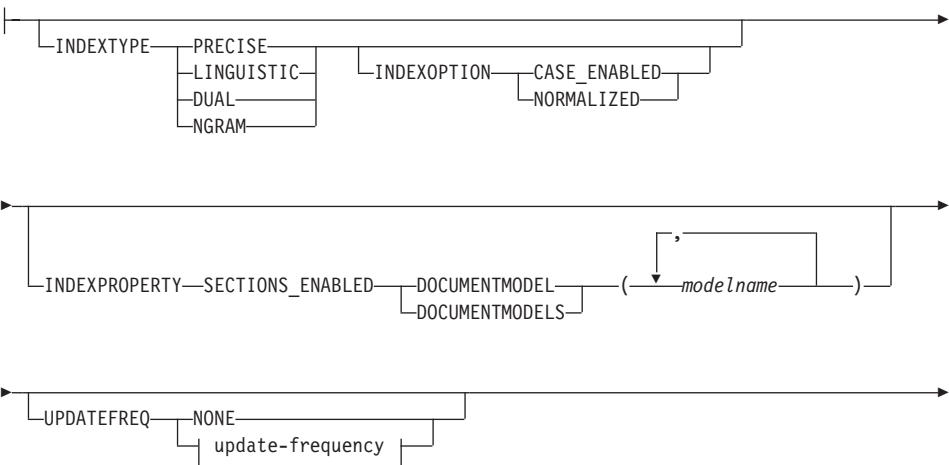 INDEXTYPE PRECISE
LINGUISTIC INDEXOPTION CASE_ENABLED
DUAL NORMALIZED
NGRAM
,
INDEXPROPERTY SECTIONS_ENABLED DOCUMENTMODEL ( modelname )
DOCUMENTMODELS
UPDATEFREQ NONE
update-frequency